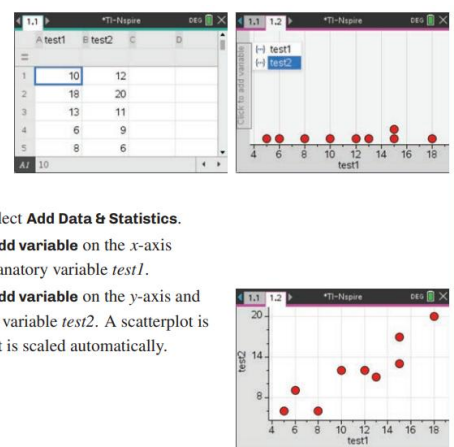 1.1 *TI-Nspire DEG
A test1 B test2 C D
=
1 10 12
2 18 20
3 13 11
4 6 9
5 8 6
A1 10
1.1 1.2 *TI-Nspire DEG
test1
test2
Click to add variable
4 6 8 10 12 14 16 18
test1
lect Add Data & Statistics.
dd variable on the x-axis
anatory variable test1.
dd variable on the y-axis and
variable test2. A scatterplot is
t is scaled automatically.
1.1 1.2 *TI-Nspire DEG
20
14
8
test2
4 6 8 10 12 14 16 18
test1